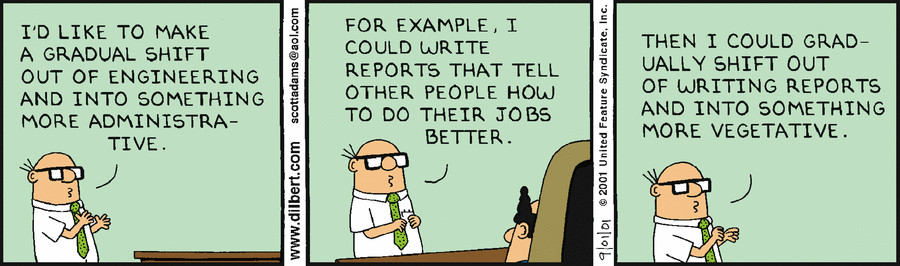 I'D LIKE TO MAKE
A GRADUAL SHIFT
OUT OF ENGINEERING
AND INTO SOMETHING
MORE ADMINISTRA-
TIVE.
www.dilbert.com
scottadams@aol.com
FOR EXAMPLE, I
COULD WRITE
REPORTS THAT TELL
OTHER PEOPLE HOW
TO DO THEIR JOBS
BETTER.
9/01/01 © 2001 United Feature Syndicate, Inc.
THEN I COULD GRAD-
UALLY SHIFT OUT
OF WRITING REPORTS
AND INTO SOMETHING
MORE VEGETATIVE.